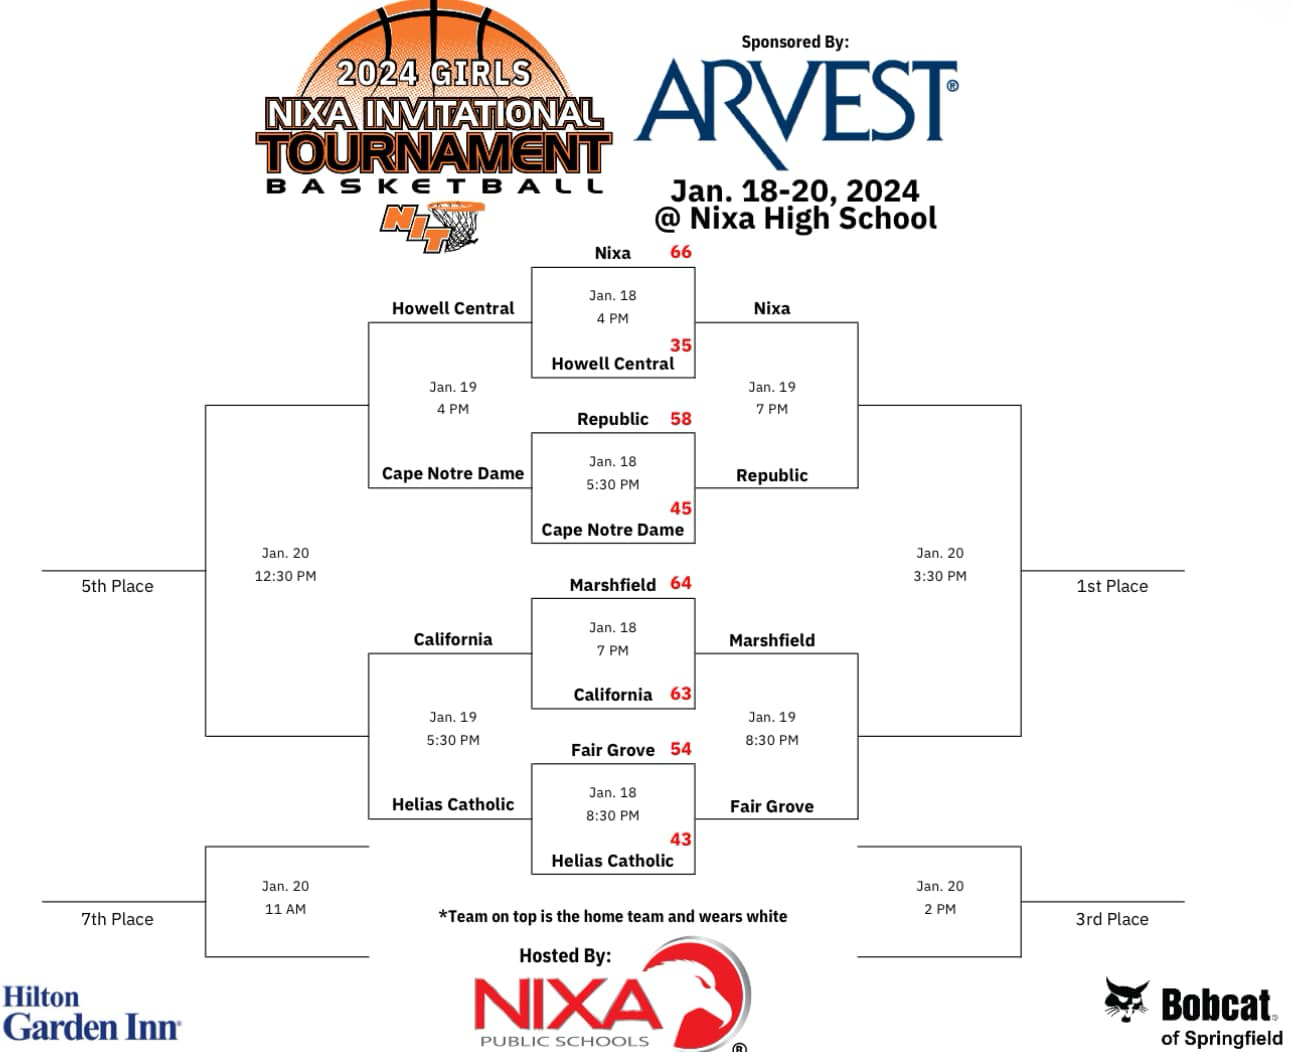 2024 GIRLS
NIXA INVITATIONAL
TOURNAMENT
BASKETBALL
NIT
Sponsored By:
ARVEST®
Jan. 18-20, 2024
@ Nixa High School
Nixa 66
Jan. 18
4 PM
35
Howell Central
Howell Central
Nixa
Jan. 19
4 PM
Jan. 19
7 PM
Republic 58
Jan. 18
5:30 PM
45
Cape Notre Dame
Cape Notre Dame
Republic
Jan. 20
12:30 PM
5th Place
Jan. 20
3:30 PM
1st Place
Marshfield 64
Jan. 18
7 PM
California 63
California
Marshfield
Jan. 19
5:30 PM
Jan. 19
8:30 PM
Fair Grove 54
Jan. 18
8:30 PM
43
Helias Catholic
Helias Catholic
Fair Grove
Jan. 20
11 AM
7th Place
Jan. 20
2 PM
3rd Place
*Team on top is the home team and wears white
Hosted By:
NIXA
PUBLIC SCHOOLS
®
Hilton
Garden Inn®
Bobcat®
of Springfield